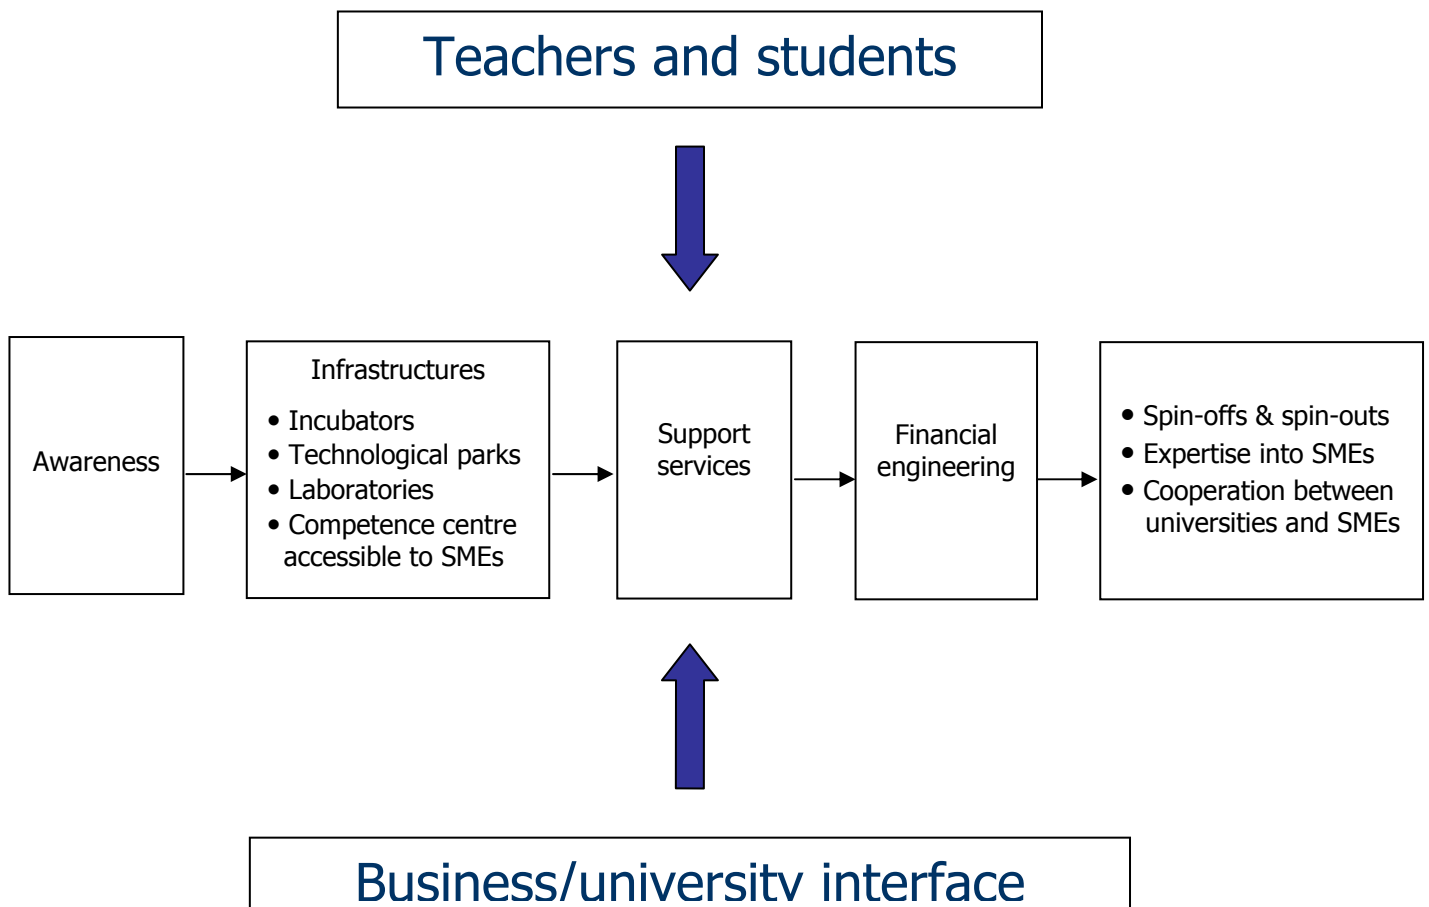 Teachers and students
Awareness
Infrastructures
• Incubators
• Technological parks
• Laboratories
• Competence centre
accessible to SMEs
Support
services
Financial
engineering
• Spin-offs & spin-outs
• Expertise into SMEs
• Cooperation between
universities and SMEs
Business/university interface